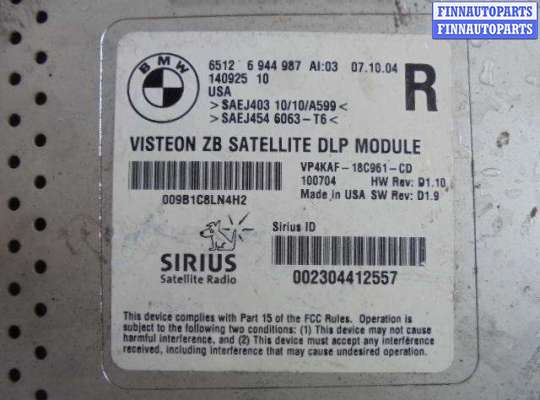 FINNAUTOPARTS
FINNAUTOPARTS
BMW
6512 6 944 987 AI:03 07.10.04
140925 10
USA
R
>SAEJ403 10/10/A599<
>SAEJ454 6063-T6<
VISTEON ZB SATELLITE DLP MODULE
VP4KAF-18C961-CD
100704 HW Rev: D1.10
Made in USA SW Rev: D1.9
009B1C8LN4H2
Sirius ID
SIRIUS
Satellite Radio
002304412557
This device complies with Part 15 of the FCC Rules. Operation is
subject to the following two conditions: (1) This device may not cause
harmful interference, and (2) This device must accept any interference
received, including interference that may cause undesired operation.